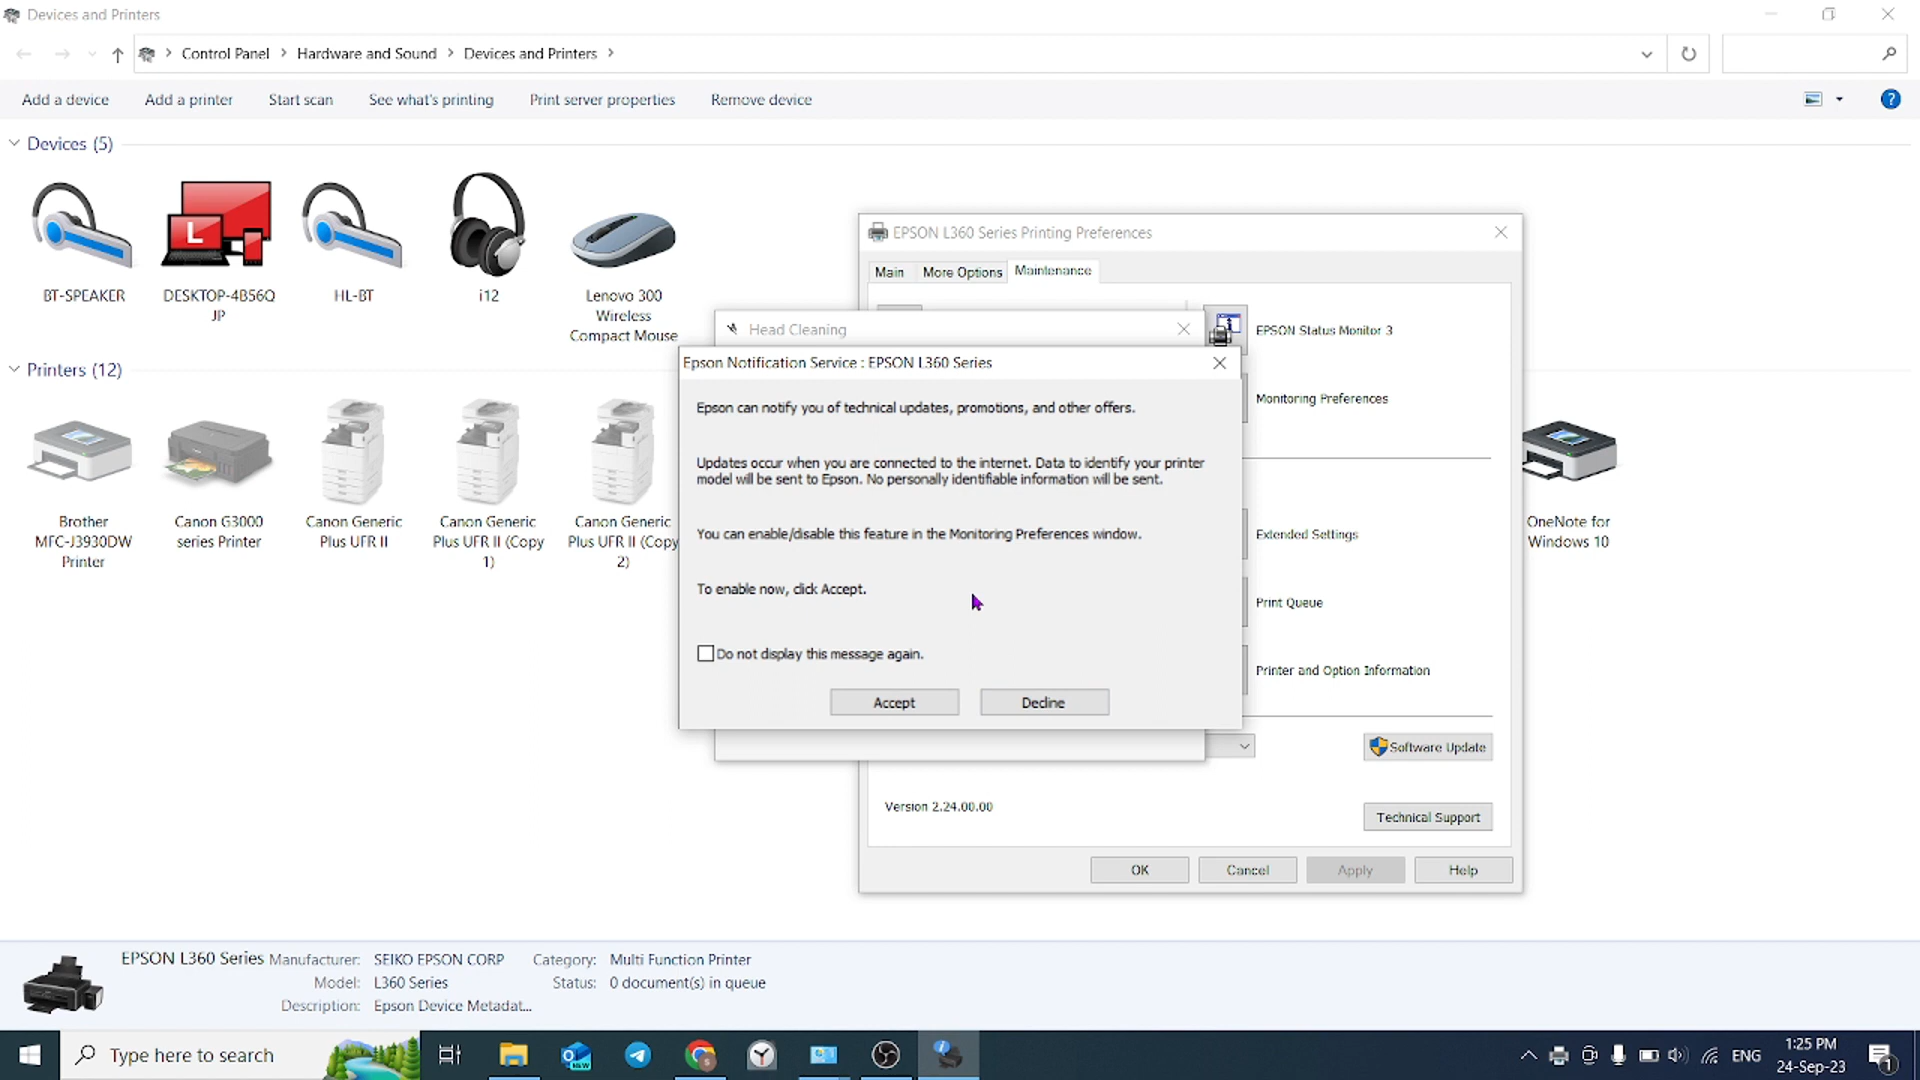 Devices and Printers
Control Panel > Hardware and Sound > Devices and Printers >
Add a device
Add a printer
Start scan
See what's printing
Print server properties
Remove device
?
Devices (5)
L
BT-SPEAKER
DESKTOP-4B56Q
JP
HL-BT
i12
Lenovo 300
Wireless
Compact Mouse
Printers (12)
Brother
MFC-J3930DW
Printer
Canon G3000
series Printer
Canon Generic
Plus UFR II
Canon Generic
Plus UFR II (Copy
1)
Canon Generic
Plus UFR II (Copy
2)
OneNote for
Windows 10
EPSON L360 Series Printing Preferences
Main
More Options
Maintenance
EPSON Status Monitor 3
Monitoring Preferences
Extended Settings
Print Queue
Printer and Option Information
Software Update
Version 2.24.00.00
Technical Support
OK
Cancel
Apply
Help
Head Cleaning
Epson Notification Service : EPSON L360 Series
Epson can notify you of technical updates, promotions, and other offers.
Updates occur when you are connected to the internet. Data to identify your printer
model will be sent to Epson. No personally identifiable information will be sent.
You can enable/disable this feature in the Monitoring Preferences window.
To enable now, click Accept.
Do not display this message again.
Accept
Decline
EPSON L360 Series
Manufacturer: SEIKO EPSON CORP
Category: Multi Function Printer
Model: L360 Series
Status: 0 document(s) in queue
Description: Epson Device Metadat...
Type here to search
NEW
ENG
1:25 PM
24-Sep-23
1